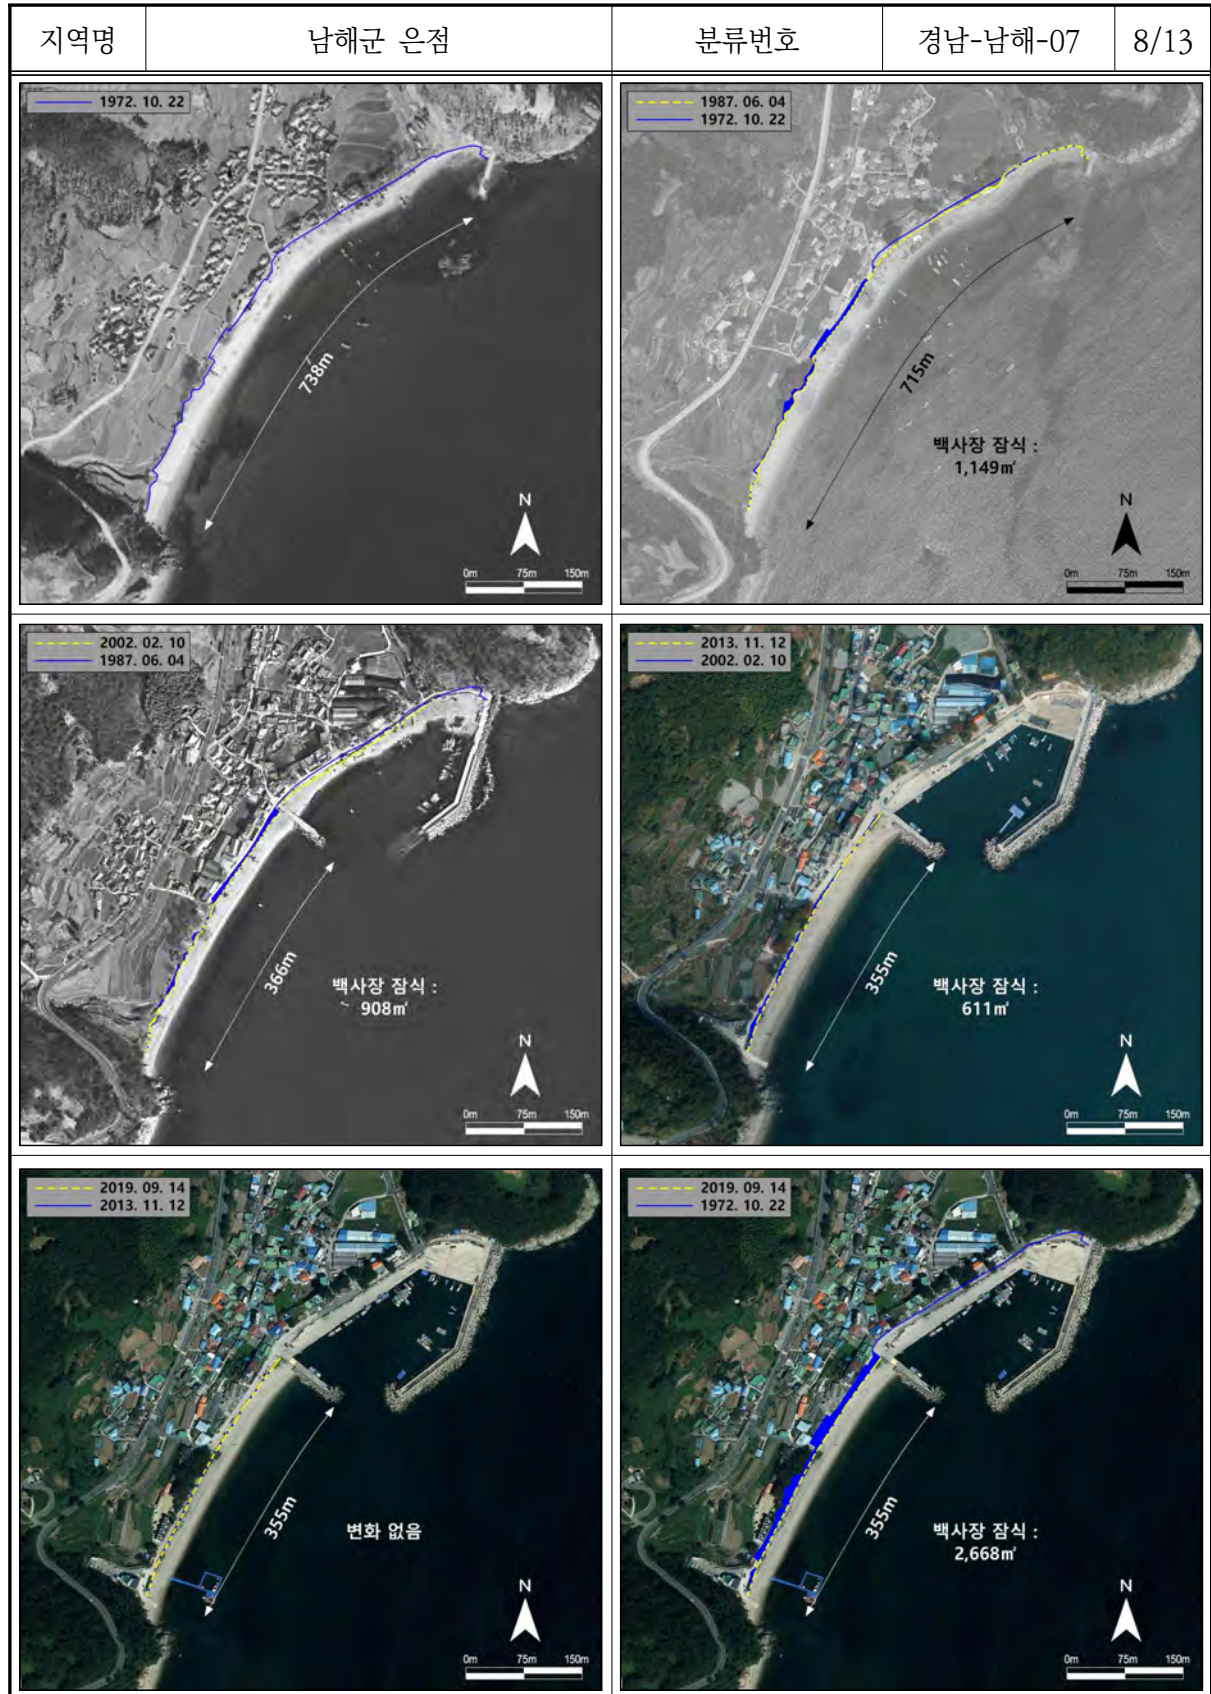 지역명 남해군 은점 분류번호 경남-남해-07 8/13
1972. 10. 22
738m
N
0m 75m 150m
1987. 06. 04
1972. 10. 22
715m
백사장 잠식 :
1,149㎡
N
0m 75m 150m
2002. 02. 10
1987. 06. 04
366m
백사장 잠식 :
908㎡
N
0m 75m 150m
2013. 11. 12
2002. 02. 10
355m
백사장 잠식 :
611㎡
N
0m 75m 150m
2019. 09. 14
2013. 11. 12
355m
변화 없음
N
0m 75m 150m
2019. 09. 14
1972. 10. 22
355m
백사장 잠식 :
2,668㎡
N
0m 75m 150m